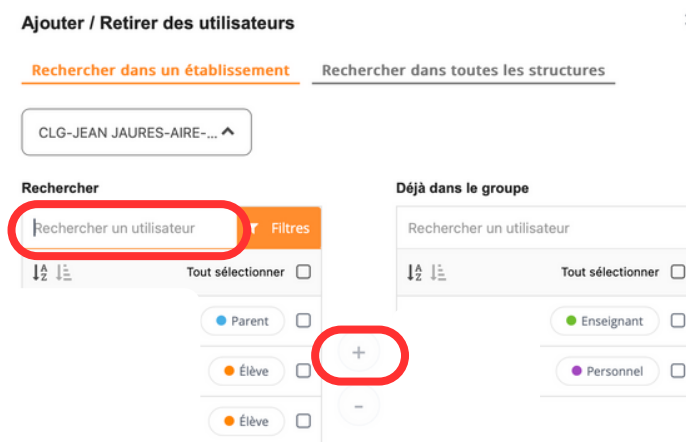 Ajouter / Retirer des utilisateurs
Rechercher dans un établissement
Rechercher dans toutes les structures
CLG-JEAN JAURES-AIRE-...
Rechercher
Rechercher un utilisateur
Filtres
Tout sélectionner
Parent
Élève
Élève
+
-
Déjà dans le groupe
Rechercher un utilisateur
Tout sélectionner
Enseignant
Personnel